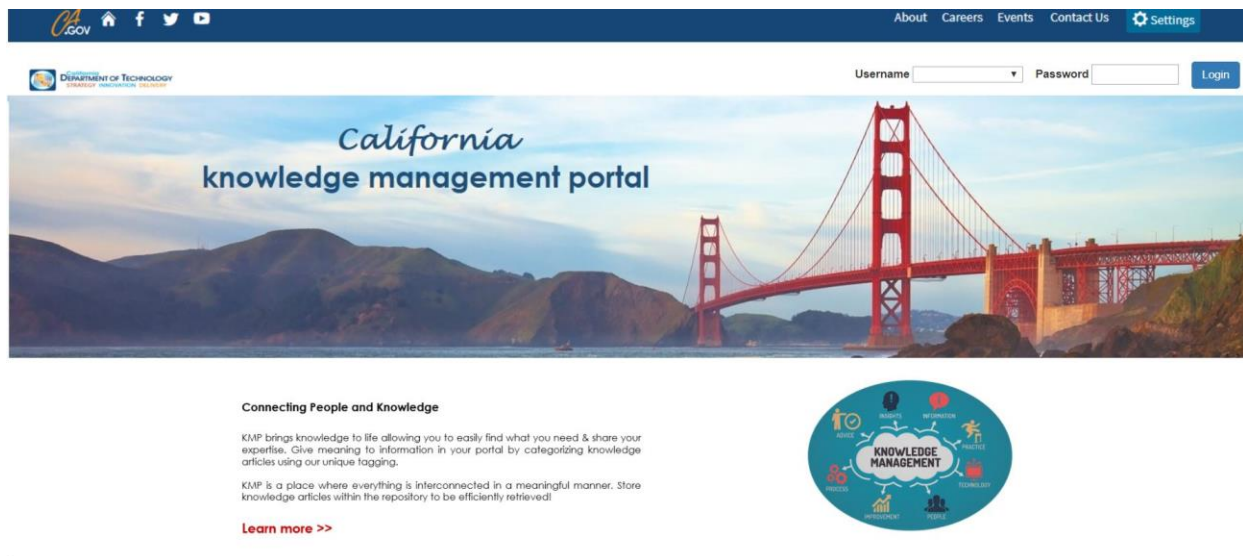 CA
.GOV
About Careers Events Contact Us Settings
California
DEPARTMENT OF TECHNOLOGY
STRATEGY INNOVATION DELIVERY
Username Password Login
California
knowledge management portal
Connecting People and Knowledge
KMP brings knowledge to life allowing you to easily find what you need & share your
expertise. Give meaning to information in your portal by categorizing knowledge
articles using our unique tagging.
KMP is a place where everything is interconnected in a meaningful manner. Store
knowledge articles within the repository to be efficiently retrieved!
Learn more >>
INSIGHTS INFORMATION
ADVICE PRACTICE
KNOWLEDGE
MANAGEMENT
PROCESS TECHNOLOGY
IMPROVEMENT PEOPLE